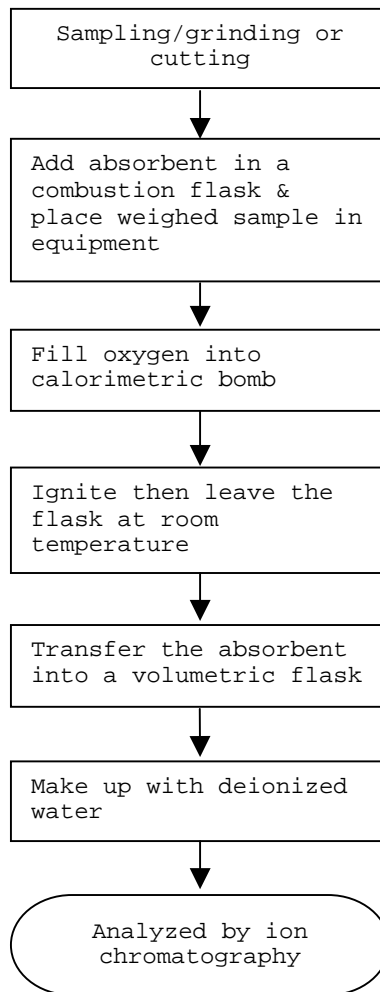 Sampling/grinding or
cutting
Add absorbent in a
combustion flask &
place weighed sample in
equipment
Fill oxygen into
calorimetric bomb
Ignite then leave the
flask at room
temperature
Transfer the absorbent
into a volumetric flask
Make up with deionized
water
Analyzed by ion
chromatography